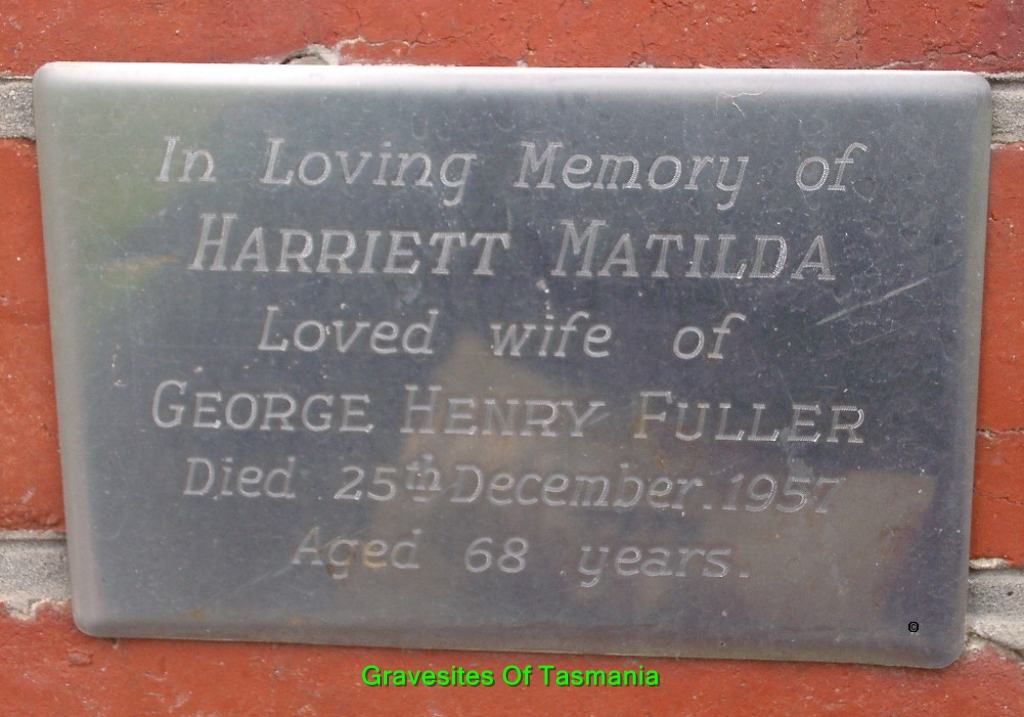 In Loving Memory of
HARRIETT MATILDA
Loved wife of
GEORGE HENRY FULLER
Died 25th December.1957
Aged 68 years.
©
Gravesites Of Tasmania